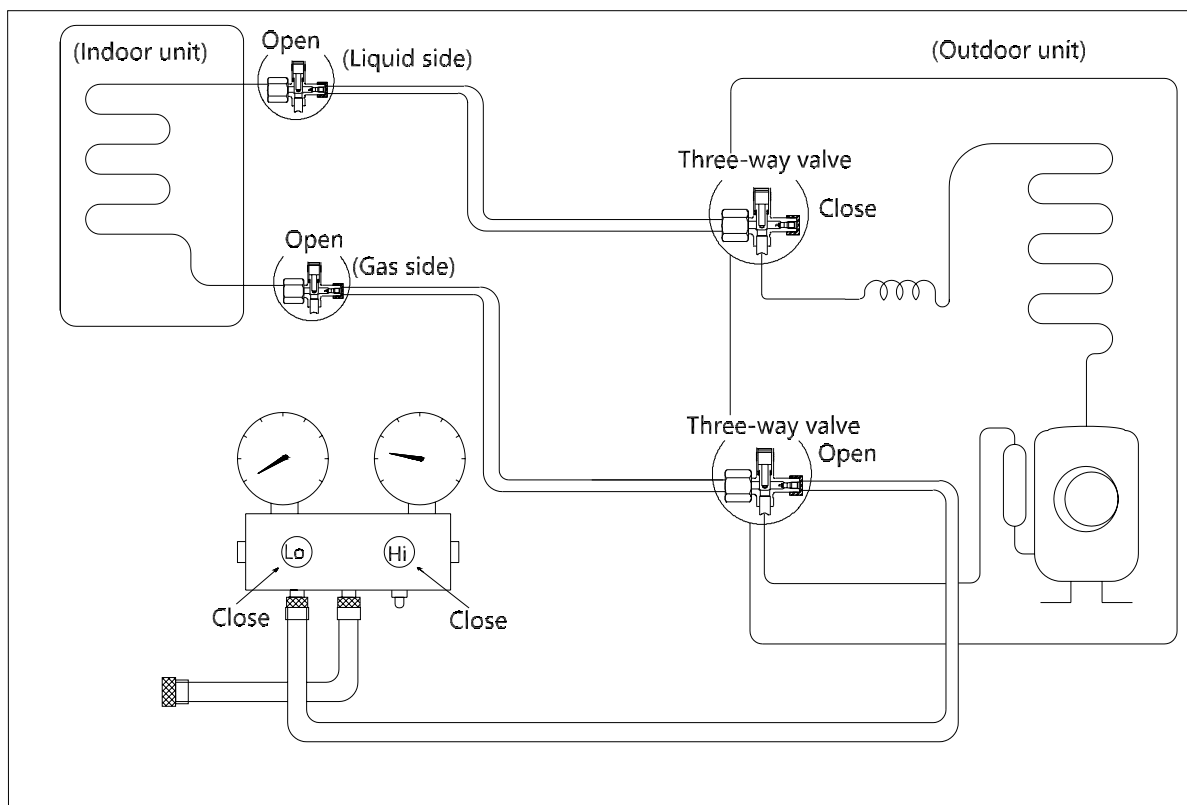 (Indoor unit)
Open
(Liquid side)
(Outdoor unit)
Three-way valve
Close
Open
(Gas side)
Three-way valve
Open
Lo
Hi
Close
Close